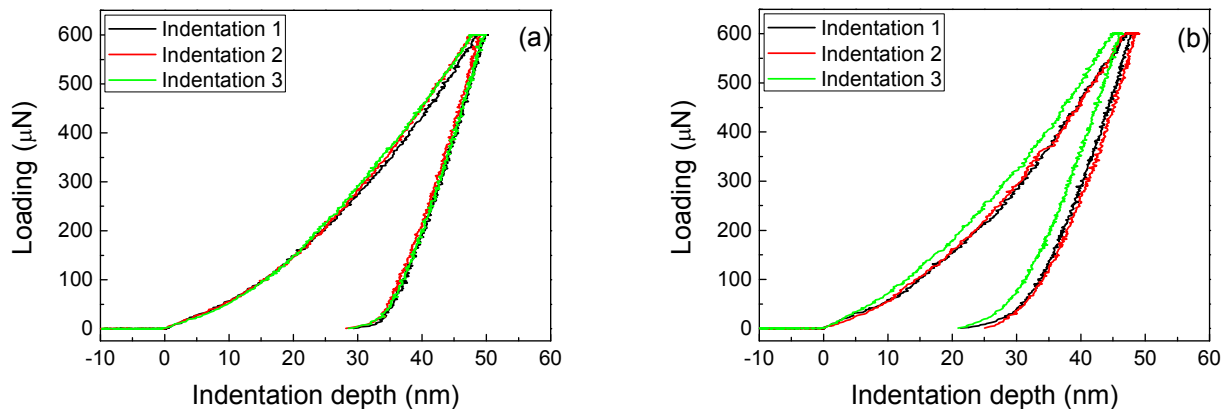 (a)
Indentation 1
Indentation 2
Indentation 3
600
500
400
300
200
100
0
Loading (μN)
-10 0 10 20 30 40 50 60
Indentation depth (nm)
(b)
Indentation 1
Indentation 2
Indentation 3
600
500
400
300
200
100
0
Loading (μN)
-10 0 10 20 30 40 50 60
Indentation depth (nm)